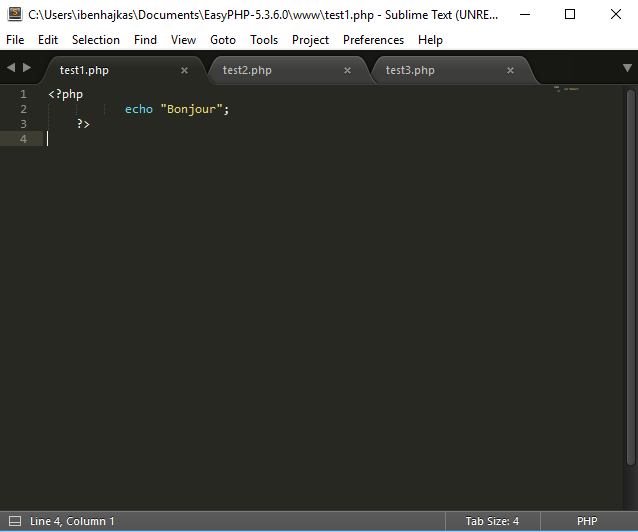 C:\Users\ibenhajkas\Documents\EasyPHP-5.3.6.0\www\test1.php - Sublime Text (UNRE...
File Edit Selection Find View Goto Tools Project Preferences Help
test1.php test2.php test3.php
1 <?php
2 echo "Bonjour";
3 ?>
4
Line 4, Column 1 Tab Size: 4 PHP